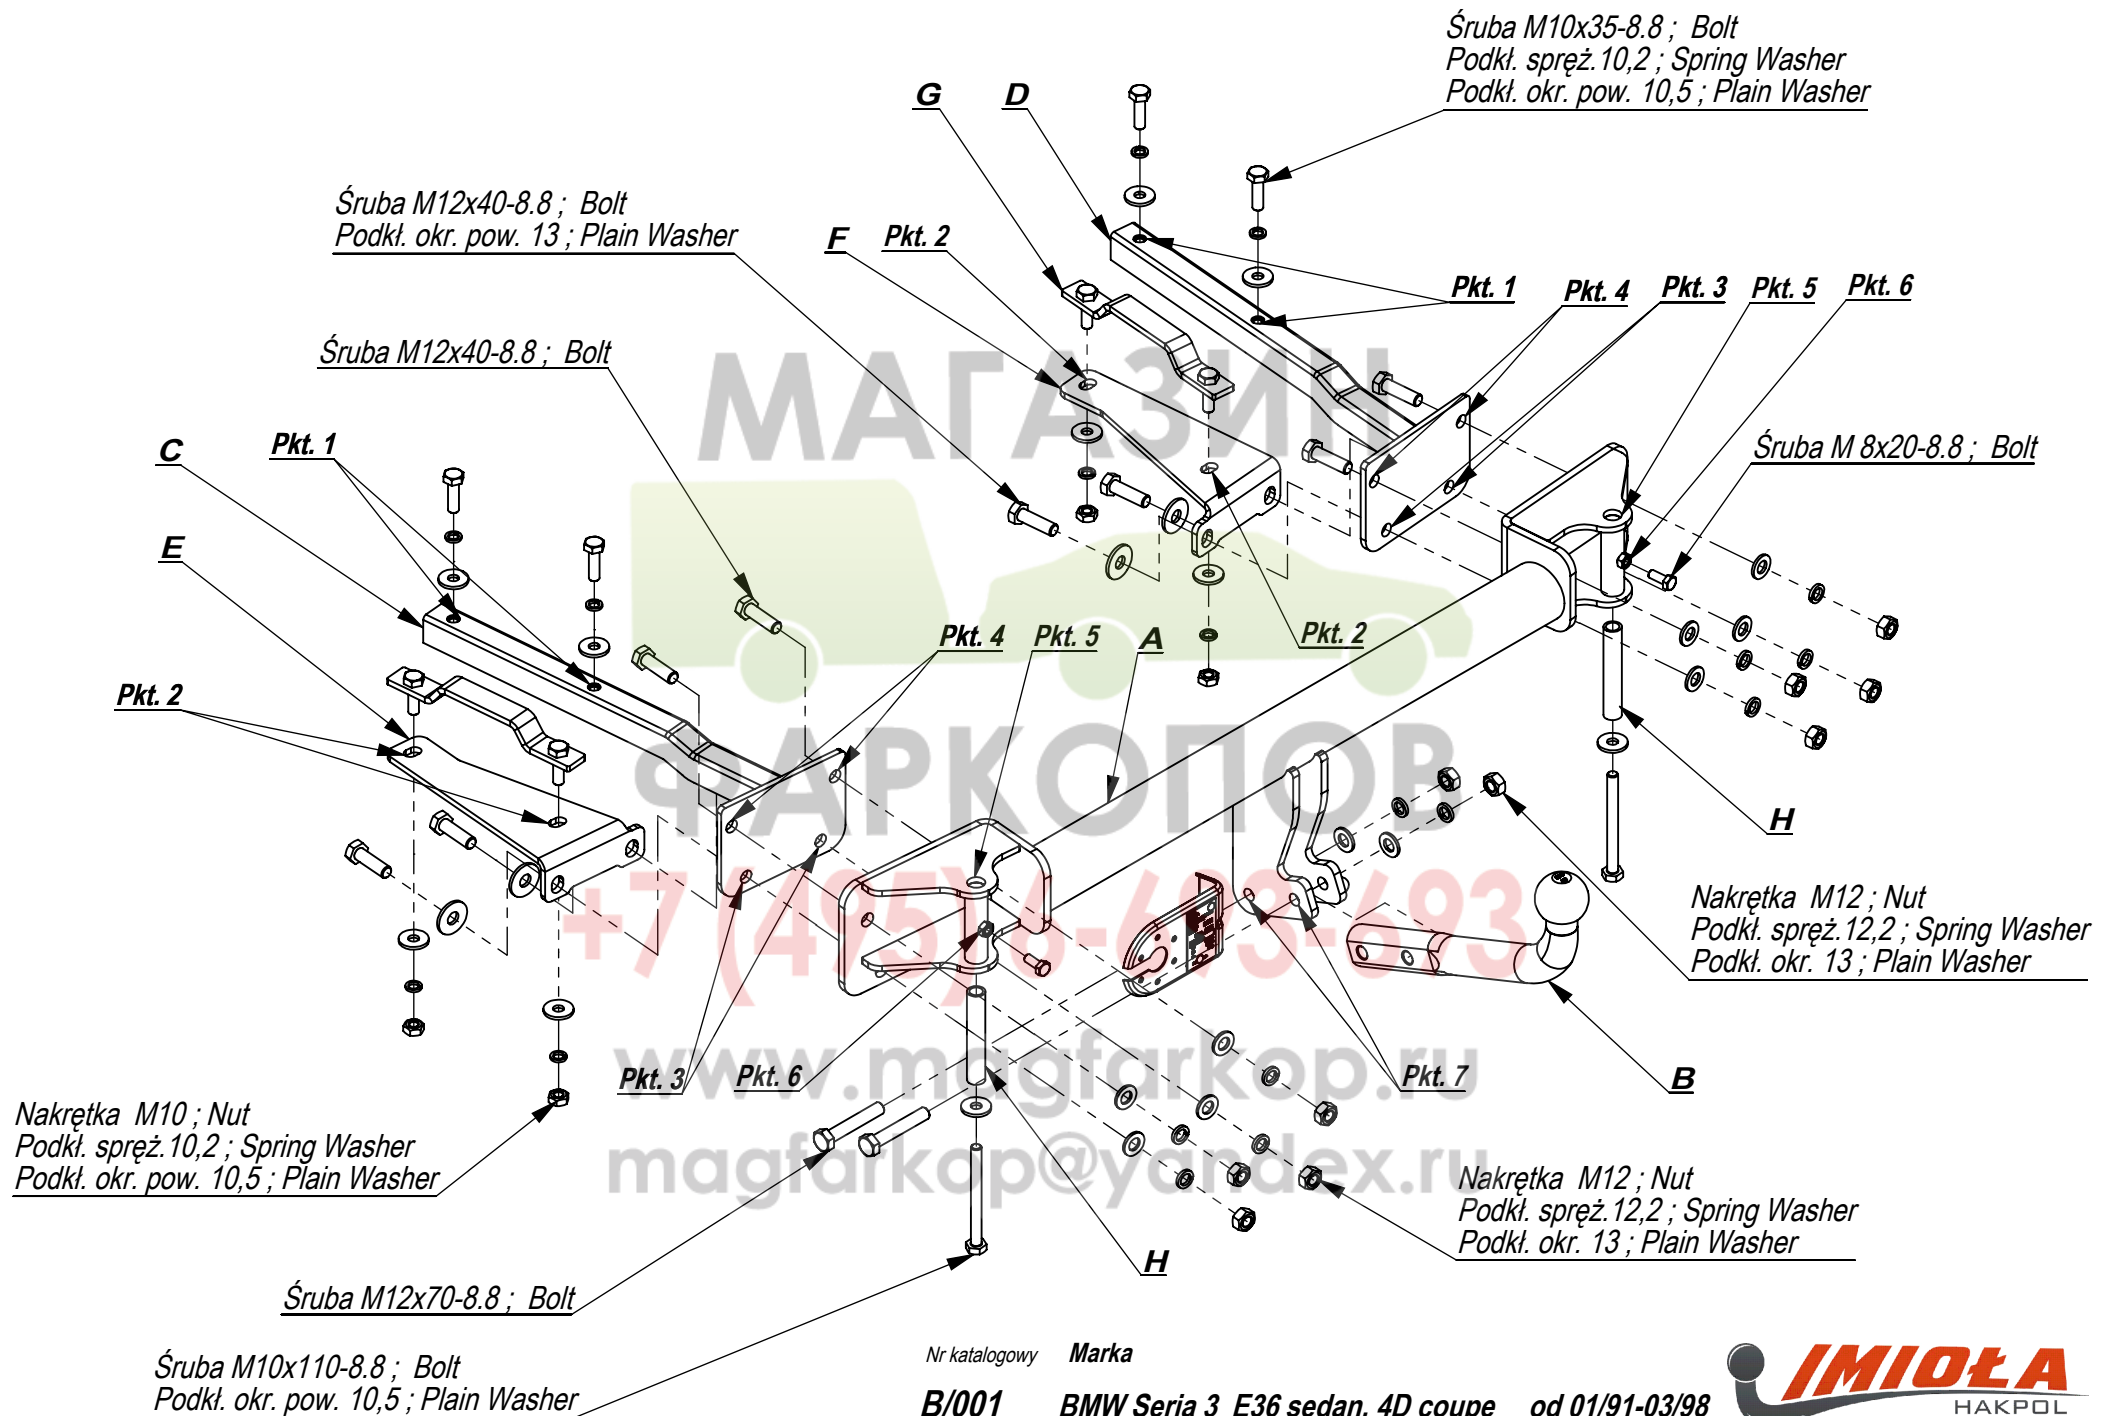 Śruba M10x35-8.8 ; Bolt
Podkł. spręż.10,2 ; Spring Washer
Podkł. okr. pow. 10,5 ; Plain Washer
G
D
Śruba M12x40-8.8 ; Bolt
Podkł. okr. pow. 13 ; Plain Washer
F
Pkt. 2
Pkt. 1
Pkt. 4
Pkt. 3
Pkt. 5
Pkt. 6
Śruba M12x40-8.8 ; Bolt
МАГАЗИН
C
Pkt. 1
Śruba M 8x20-8.8 ; Bolt
E
Pkt. 4
Pkt. 5
A
Pkt. 2
Pkt. 2
ФАРКОПОВ
H
+7 (495) 6-693-693
Nakrętka M12 ; Nut
Podkł. spręż.12,2 ; Spring Washer
Podkł. okr. 13 ; Plain Washer
www.magfarkop.ru
Pkt. 3
Pkt. 6
Pkt. 7
B
Nakrętka M10 ; Nut
Podkł. spręż.10,2 ; Spring Washer
Podkł. okr. pow. 10,5 ; Plain Washer
magfarkop@yandex.ru
Nakrętka M12 ; Nut
Podkł. spręż.12,2 ; Spring Washer
Podkł. okr. 13 ; Plain Washer
H
Śruba M12x70-8.8 ; Bolt
Śruba M10x110-8.8 ; Bolt
Podkł. okr. pow. 10,5 ; Plain Washer
Nr katalogowy Marka
B/001 BMW Seria 3 E36 sedan, 4D coupe od 01/91-03/98
IMIOŁA
HAKPOL